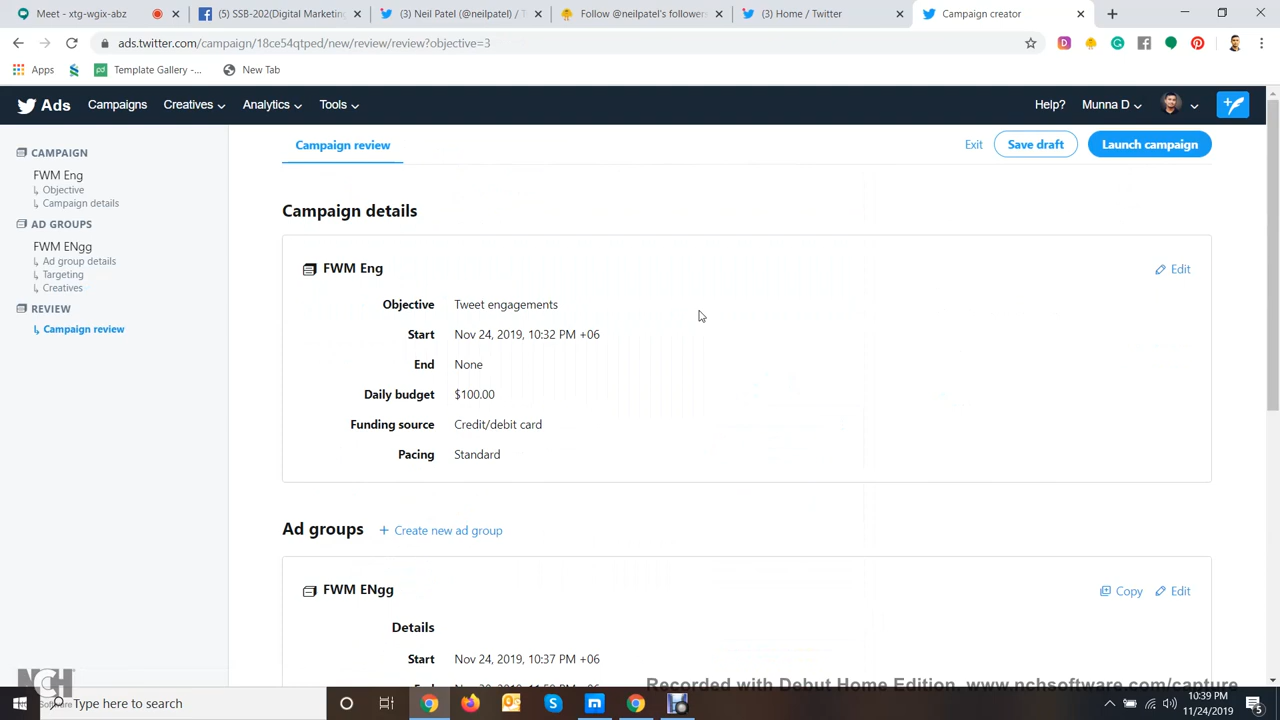 Meet - xtg-wgix-abz
(5) SSB-202(Digital Marketing
(3) Neil Patel (@neilpatel) / T
Follow @neilpatel's followers
(3) Home / Twitter
Campaign creator
ads.twitter.com/campaign/18ce54qtped/new/review/review?objective=3
Apps
Template Gallery -...
New Tab
Ads
Campaigns
Creatives
Analytics
Tools
Help?
Munna D
CAMPAIGN
FWM Eng
Objective
Campaign details
AD GROUPS
FWM ENgg
Ad group details
Targeting
Creatives
REVIEW
Campaign review
Campaign review
Exit
Save draft
Launch campaign
Campaign details
FWM Eng
Edit
Objective Tweet engagements
Start Nov 24, 2019, 10:32 PM +06
End None
Daily budget $100.00
Funding source Credit/debit card
Pacing Standard
Ad groups + Create new ad group
FWM ENgg
Copy
Edit
Details
Start Nov 24, 2019, 10:37 PM +06
NCH
Software
Recorded with Debut Home Edition. www.nchsoftware.com/capture
Type here to search
10:39 PM
11/24/2019
5